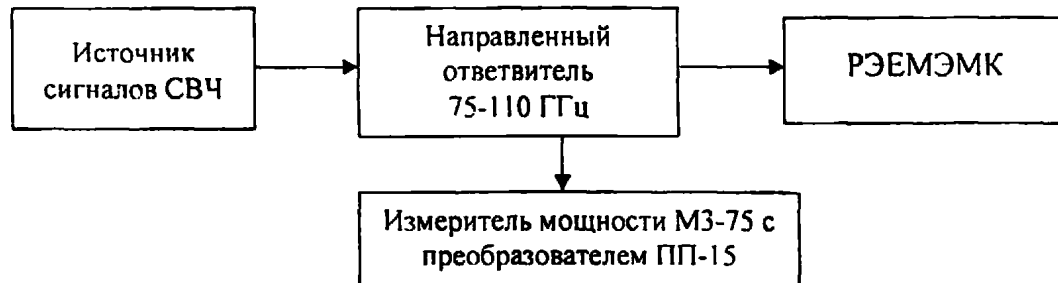 Источник
сигналов СВЧ
Направленный
ответвитель
75-110 ГГц
РЭЕМЭМК
Измеритель мощности М3-75 с
преобразователем ПП-15